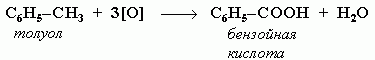 C₆H₅–CH₃ + 3[O] ⟶ C₆H₅–COOH + H₂O
толуол бензойная
кислота